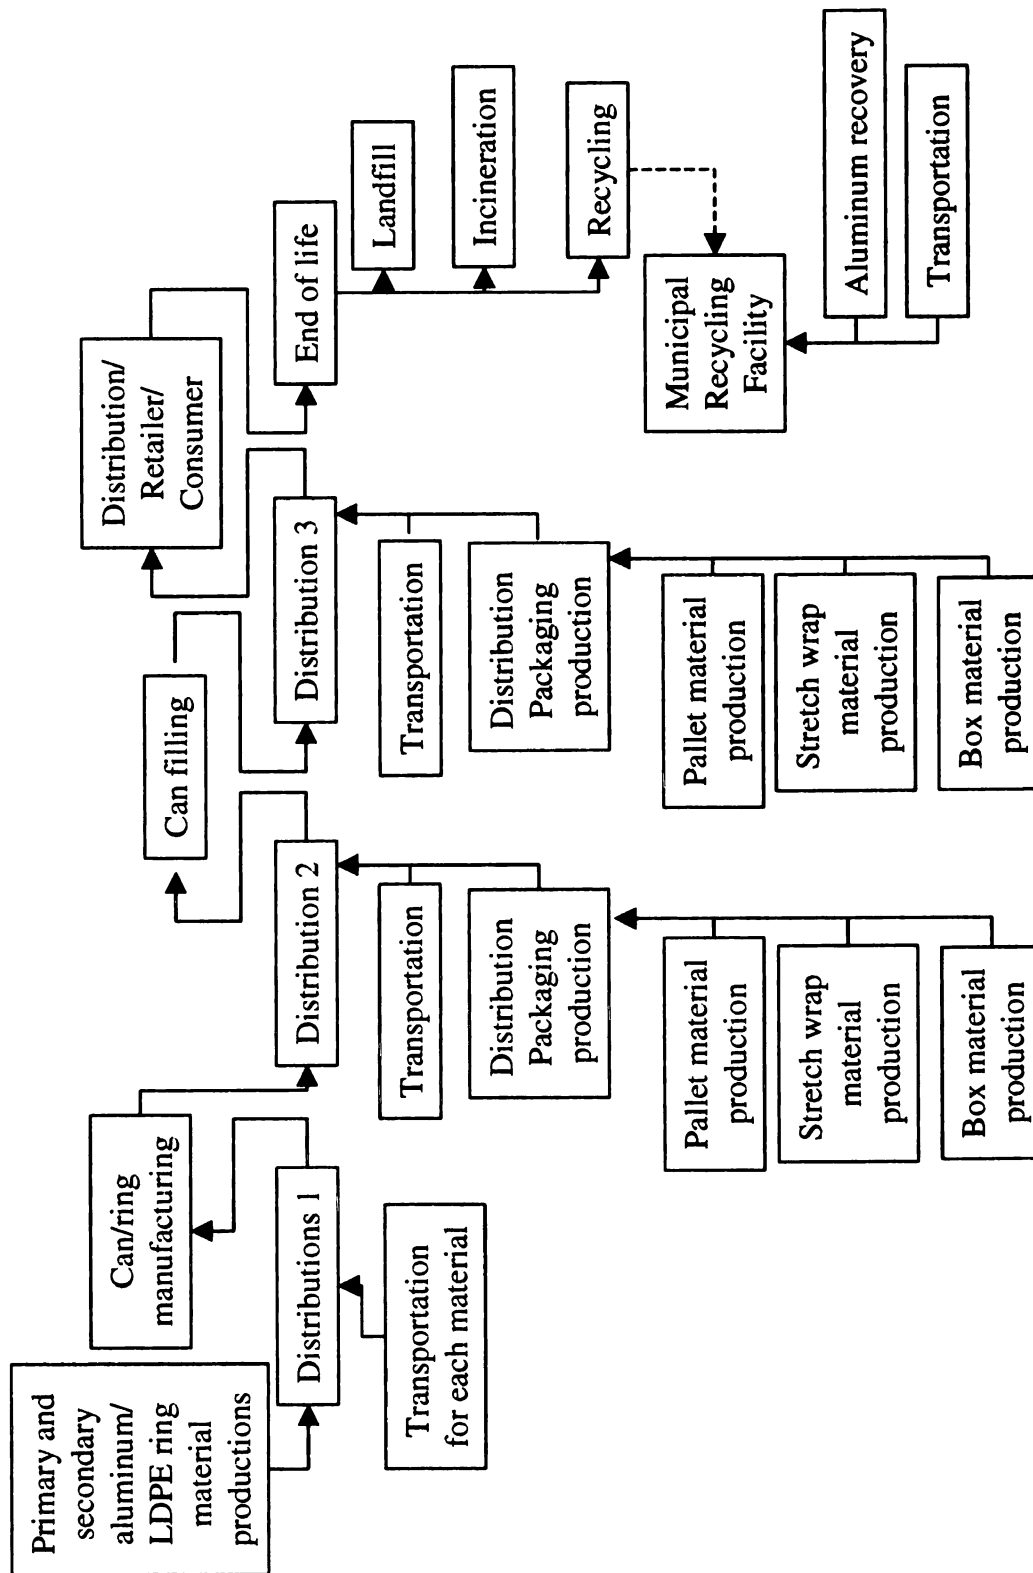 Primary and
secondary
aluminum/
LDPE ring
material
productions
Can/ring
manufacturing
Can filling
Distribution/
Retailer/
Consumer
Distributions 1
Distribution 2
Distribution 3
End of life
Transportation
for each material
Transportation
Transportation
Landfill
Distribution
Packaging
production
Distribution
Packaging
production
Incineration
Recycling
Pallet material
production
Pallet material
production
Municipal
Recycling
Facility
Stretch wrap
material
production
Stretch wrap
material
production
Aluminum recovery
Box material
production
Box material
production
Transportation